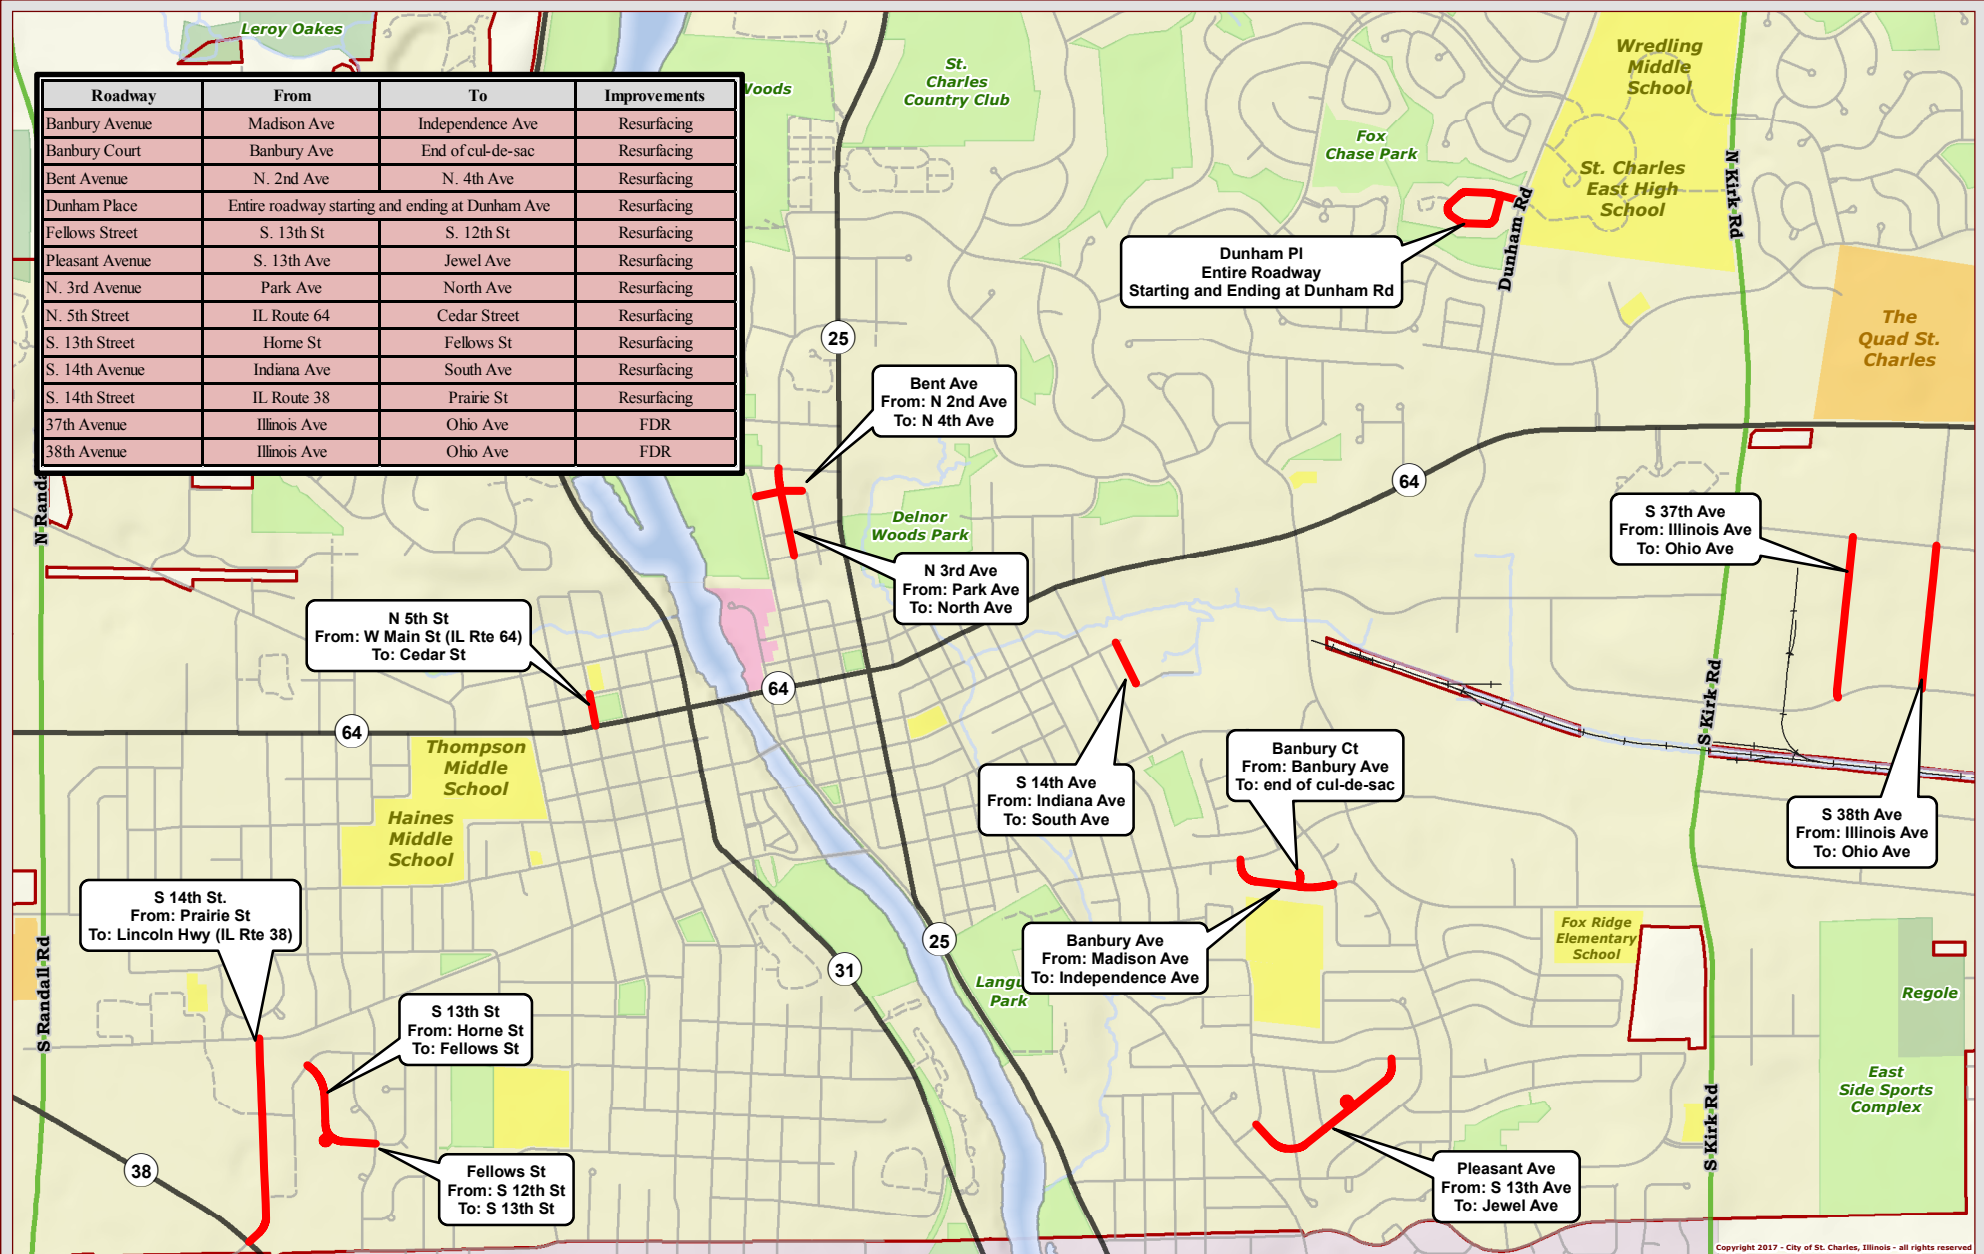 Leroy Oakes
Roadway From To Improvements
Banbury Avenue Madison Ave Independence Ave Resurfacing
Banbury Court Banbury Ave End of cul-de-sac Resurfacing
Bent Avenue N. 2nd Ave N. 4th Ave Resurfacing
Dunham Place Entire roadway starting and ending at Dunham Ave Resurfacing
Fellows Street S. 13th St S. 12th St Resurfacing
Pleasant Avenue S. 13th Ave Jewel Ave Resurfacing
N. 3rd Avenue Park Ave North Ave Resurfacing
N. 5th Street IL Route 64 Cedar Street Resurfacing
S. 13th Street Horne St Fellows St Resurfacing
S. 14th Avenue Indiana Ave South Ave Resurfacing
S. 14th Street IL Route 38 Prairie St Resurfacing
37th Avenue Illinois Ave Ohio Ave FDR
38th Avenue Illinois Ave Ohio Ave FDR
Woods
St.
Charles
Country Club
Fox
Chase Park
Wredling
Middle
School
St. Charles
East High
School
N Kirk Rd
Dunham Rd
Dunham Pl
Entire Roadway
Starting and Ending at Dunham Rd
The
Quad St.
Charles
25
Bent Ave
From: N 2nd Ave
To: N 4th Ave
64
Delnor
Woods Park
N 3rd Ave
From: Park Ave
To: North Ave
S 37th Ave
From: Illinois Ave
To: Ohio Ave
N Randa
N 5th St
From: W Main St (IL Rte 64)
To: Cedar St
64
64
S Kirk Rd
Thompson
Middle
School
Haines
Middle
School
S 14th Ave
From: Indiana Ave
To: South Ave
Banbury Ct
From: Banbury Ave
To: end of cul-de-sac
S 38th Ave
From: Illinois Ave
To: Ohio Ave
S 14th St.
From: Prairie St
To: Lincoln Hwy (IL Rte 38)
S Randall Rd
25
31
Langu
Park
Banbury Ave
From: Madison Ave
To: Independence Ave
Fox Ridge
Elementary
School
Regole
S 13th St
From: Horne St
To: Fellows St
East
Side Sports
Complex
S Kirk Rd
38
Fellows St
From: S 12th St
To: S 13th St
Pleasant Ave
From: S 13th Ave
To: Jewel Ave
Copyright 2017 - City of St. Charles, Illinois - all rights reserved